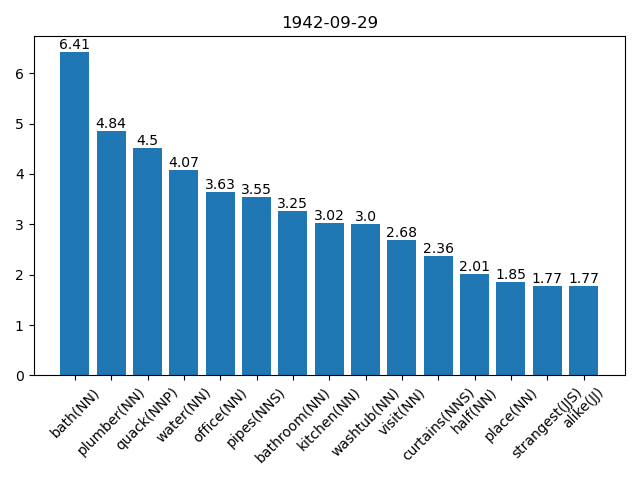 1942-09-29
6.41
4.84
4.5
4.07
3.63
3.55
3.25
3.02
3.0
2.68
2.36
2.01
1.85
1.77
1.77
6
5
4
3
2
1
0
bath(NN)
plumber(NN)
quack(NNP)
water(NN)
office(NN)
pipes(NNS)
bathroom(NN)
kitchen(NN)
washtub(NN)
visit(NN)
curtains(NNS)
half(NN)
place(NN)
strangest(JJS)
alike(JJ)